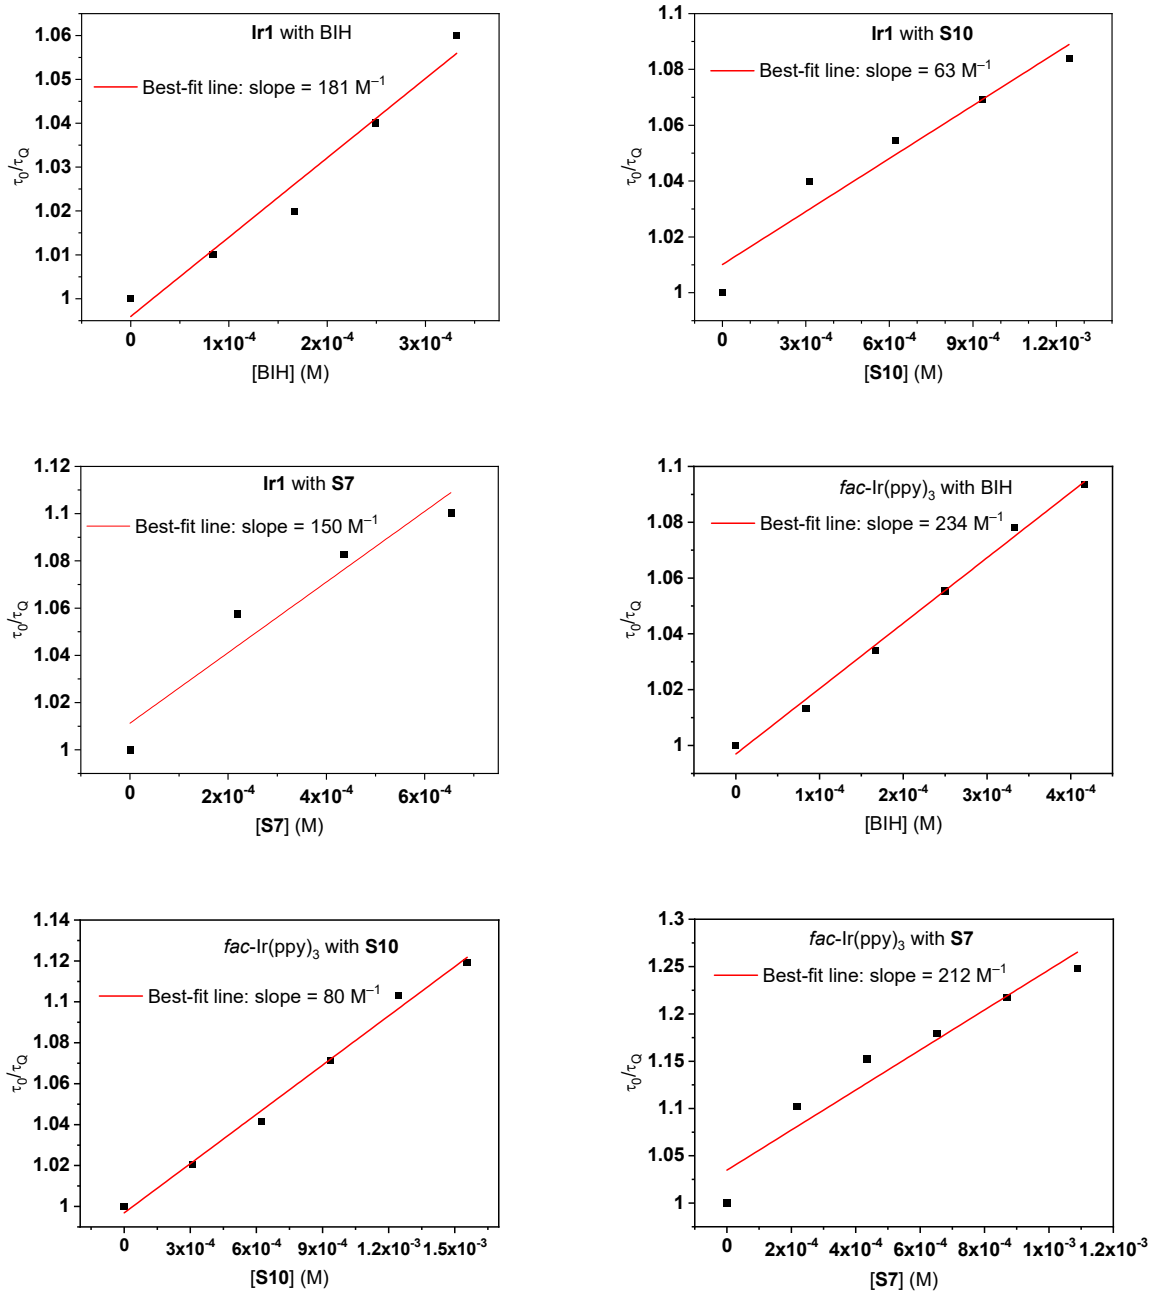 Ir1 with BIH
Best-fit line: slope = 181 M⁻¹
1.06
1.05
1.04
1.03
1.02
1.01
1
τ₀/τQ
0 1x10⁻⁴ 2x10⁻⁴ 3x10⁻⁴
[BIH] (M)
Ir1 with S10
Best-fit line: slope = 63 M⁻¹
1.08
1.06
1.04
1.02
1
τ₀/τQ
0 3x10⁻⁴ 6x10⁻⁴ 9x10⁻⁴ 1.2x10⁻³
[S10] (M)
Ir1 with S7
Best-fit line: slope = 150 M⁻¹
1.12
1.1
1.08
1.06
1.04
1.02
1
τ₀/τQ
0 2x10⁻⁴ 4x10⁻⁴ 6x10⁻⁴
[S7] (M)
fac-Ir(ppy)₃ with BIH
Best-fit line: slope = 234 M⁻¹
1.1
1.08
1.06
1.04
1.02
1
τ₀/τQ
0 1x10⁻⁴ 2x10⁻⁴ 3x10⁻⁴ 4x10⁻⁴
[BIH] (M)
fac-Ir(ppy)₃ with S10
Best-fit line: slope = 80 M⁻¹
1.14
1.12
1.1
1.08
1.06
1.04
1.02
1
τ₀/τQ
0 3x10⁻⁴ 6x10⁻⁴ 9x10⁻⁴ 1.2x10⁻³ 1.5x10⁻³
[S10] (M)
fac-Ir(ppy)₃ with S7
Best-fit line: slope = 212 M⁻¹
1.3
1.25
1.2
1.15
1.1
1.05
1
τ₀/τQ
0 2x10⁻⁴ 4x10⁻⁴ 6x10⁻⁴ 8x10⁻⁴ 1x10⁻³ 1.2x10⁻³
[S7] (M)